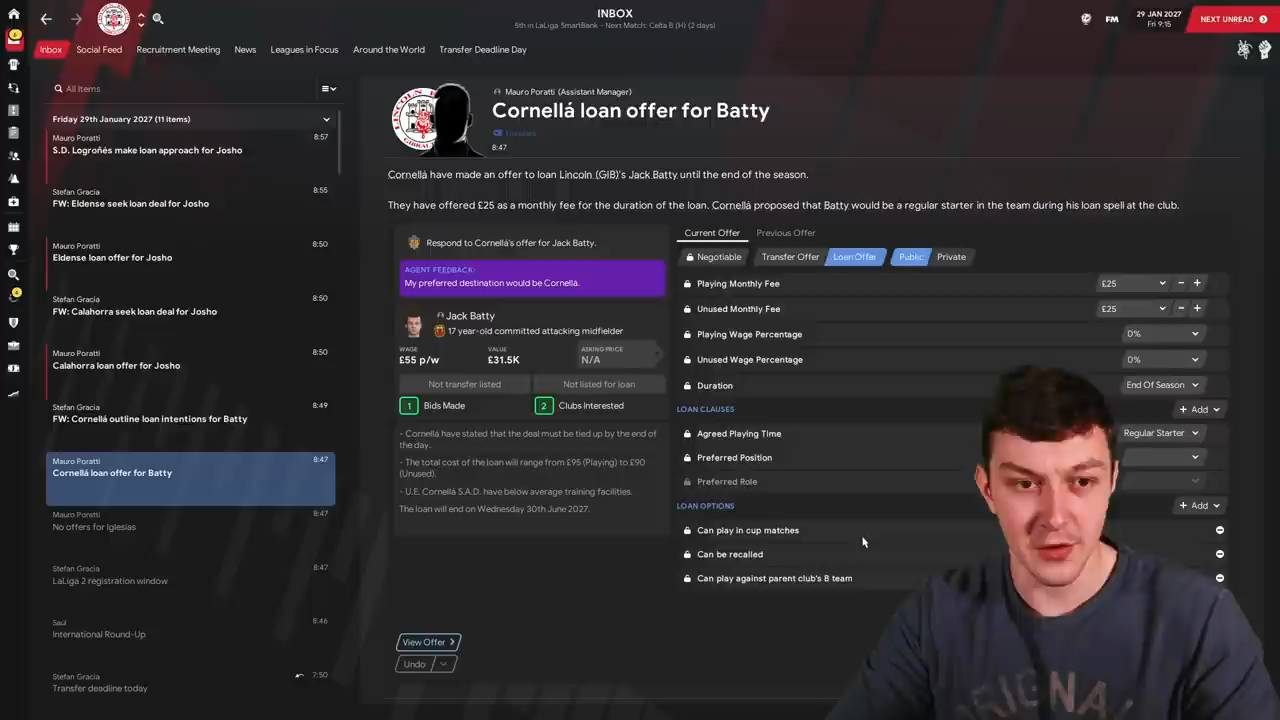 INBOX
5th in LaLiga SmartBank - Next Match: Celta B (H) (2 days)
FM
29 JAN 2027
Fri 9:15
NEXT UNREAD
Inbox
Social Feed
Recruitment Meeting
News
Leagues in Focus
Around the World
Transfer Deadline Day
All Items
Friday 29th January 2027 (11 items)
Mauro Poratti
8:57
S.D. Logroñés make loan approach for Josho
Stefan Gracia
8:55
FW: Eldense seek loan deal for Josho
Mauro Poratti
8:50
Eldense loan offer for Josho
Stefan Gracia
8:50
FW: Calahorra seek loan deal for Josho
Mauro Poratti
8:50
Calahorra loan offer for Josho
Stefan Gracia
8:49
FW: Cornellá outline loan intentions for Batty
Mauro Poratti
8:47
Cornellá loan offer for Batty
Mauro Poratti
8:47
No offers for Iglesias
Stefan Gracia
8:47
LaLiga 2 registration window
Saúl
8:46
International Round-Up
Stefan Gracia
7:50
Transfer deadline today
Mauro Poratti (Assistant Manager)
Cornellá loan offer for Batty
Transfers
8:47
Cornellá have made an offer to loan Lincoln (GIB)'s Jack Batty until the end of the season.
They have offered £25 as a monthly fee for the duration of the loan. Cornellá proposed that Batty would be a regular starter in the team during his loan spell at the club.
Respond to Cornellá's offer for Jack Batty.
AGENT FEEDBACK:
My preferred destination would be Cornellá.
Jack Batty
17 year-old committed attacking midfielder
WAGE
£55 p/w
VALUE
£31.5K
ASKING PRICE
N/A
Not transfer listed
Not listed for loan
1 Bids Made
2 Clubs Interested
- Cornellá have stated that the deal must be tied up by the end of
the day.
- The total cost of the loan will range from £95 (Playing) to £90
(Unused).
- U.E. Cornellá S.A.D. have below average training facilities.
The loan will end on Wednesday 30th June 2027.
View Offer
Undo
Current Offer
Previous Offer
Negotiable
Transfer Offer
Loan Offer
Public
Private
Playing Monthly Fee
£25
Unused Monthly Fee
£25
Playing Wage Percentage
0%
Unused Wage Percentage
0%
Duration
End Of Season
LOAN CLAUSES
+ Add
Agreed Playing Time
Regular Starter
Preferred Position
Preferred Role
LOAN OPTIONS
+ Add
Can play in cup matches
Can be recalled
Can play against parent club's B team